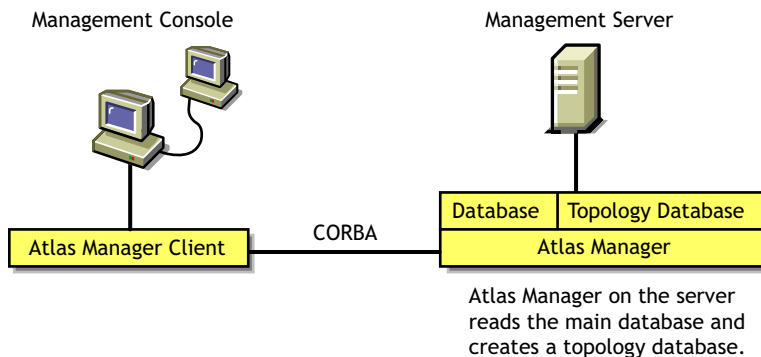 Management Console
Management Server
Database
Topology Database
Atlas Manager Client
CORBA
Atlas Manager
Atlas Manager on the server
reads the main database and
creates a topology database.